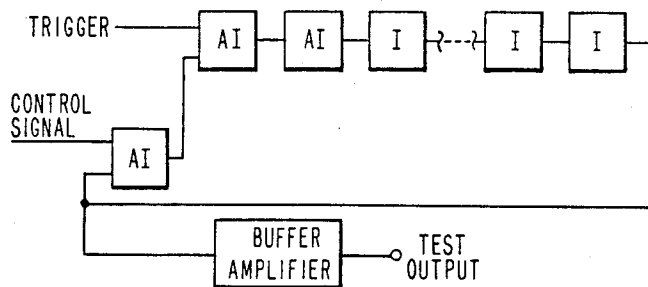 TRIGGER
AI
AI
I
I
I
CONTROL
SIGNAL
AI
BUFFER
AMPLIFIER
TEST
OUTPUT